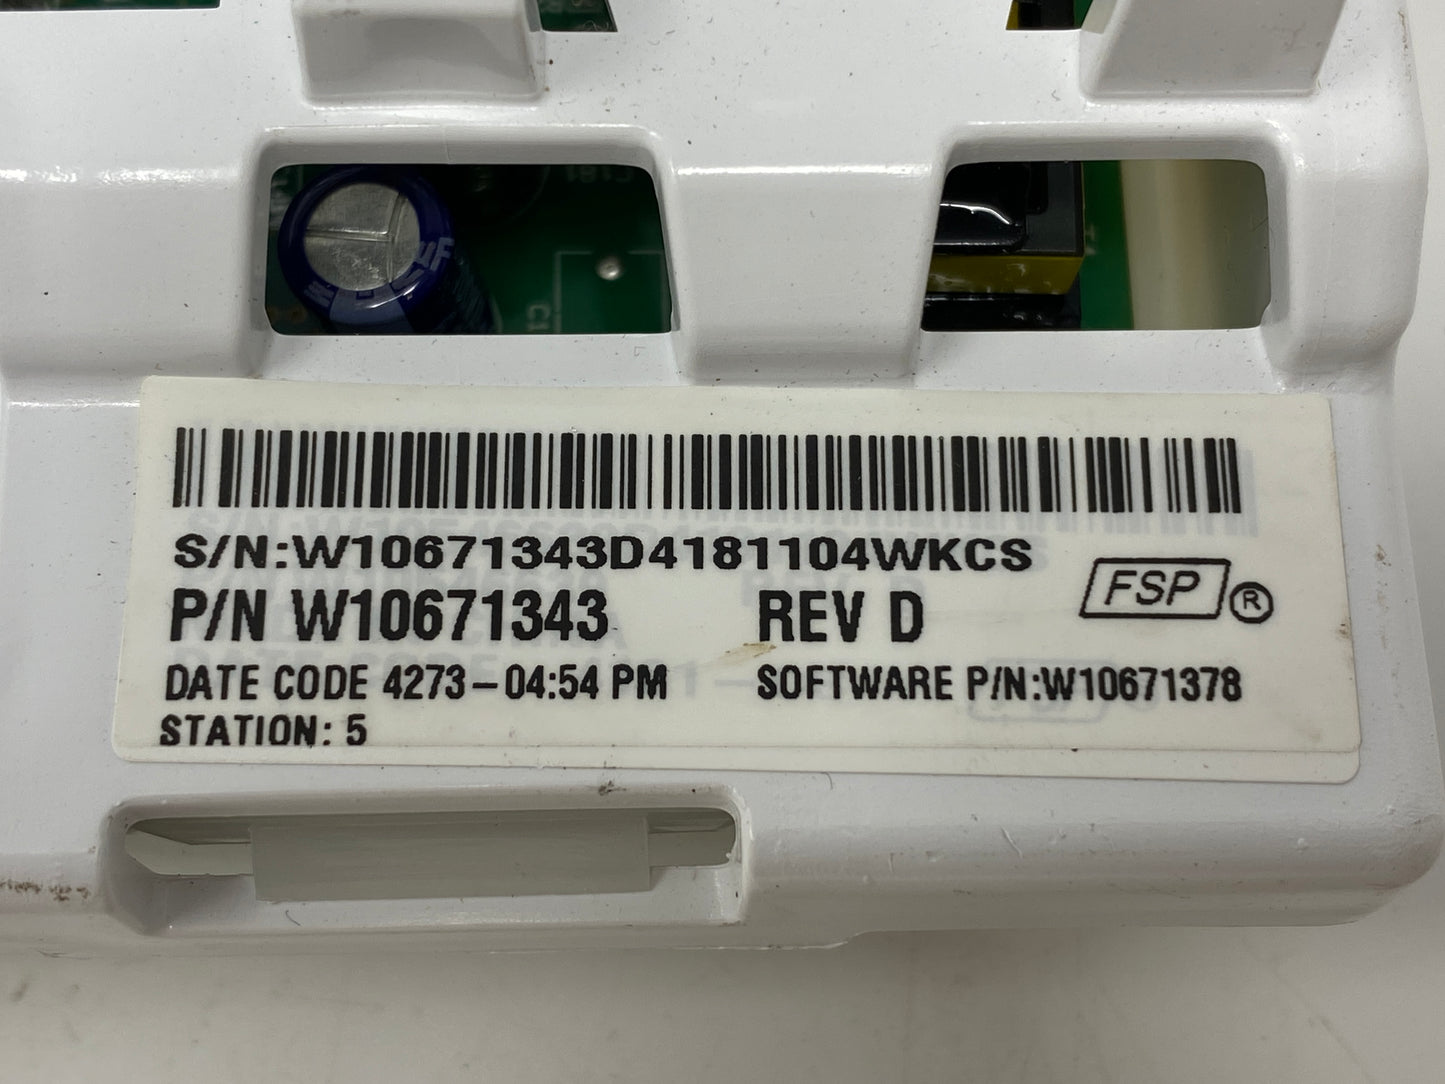 S/N:W10671343D4181104WKCS
P/N W10671343 REV D
FSP ®
DATE CODE 4273-04:54 PM SOFTWARE P/N:W10671378
STATION: 5